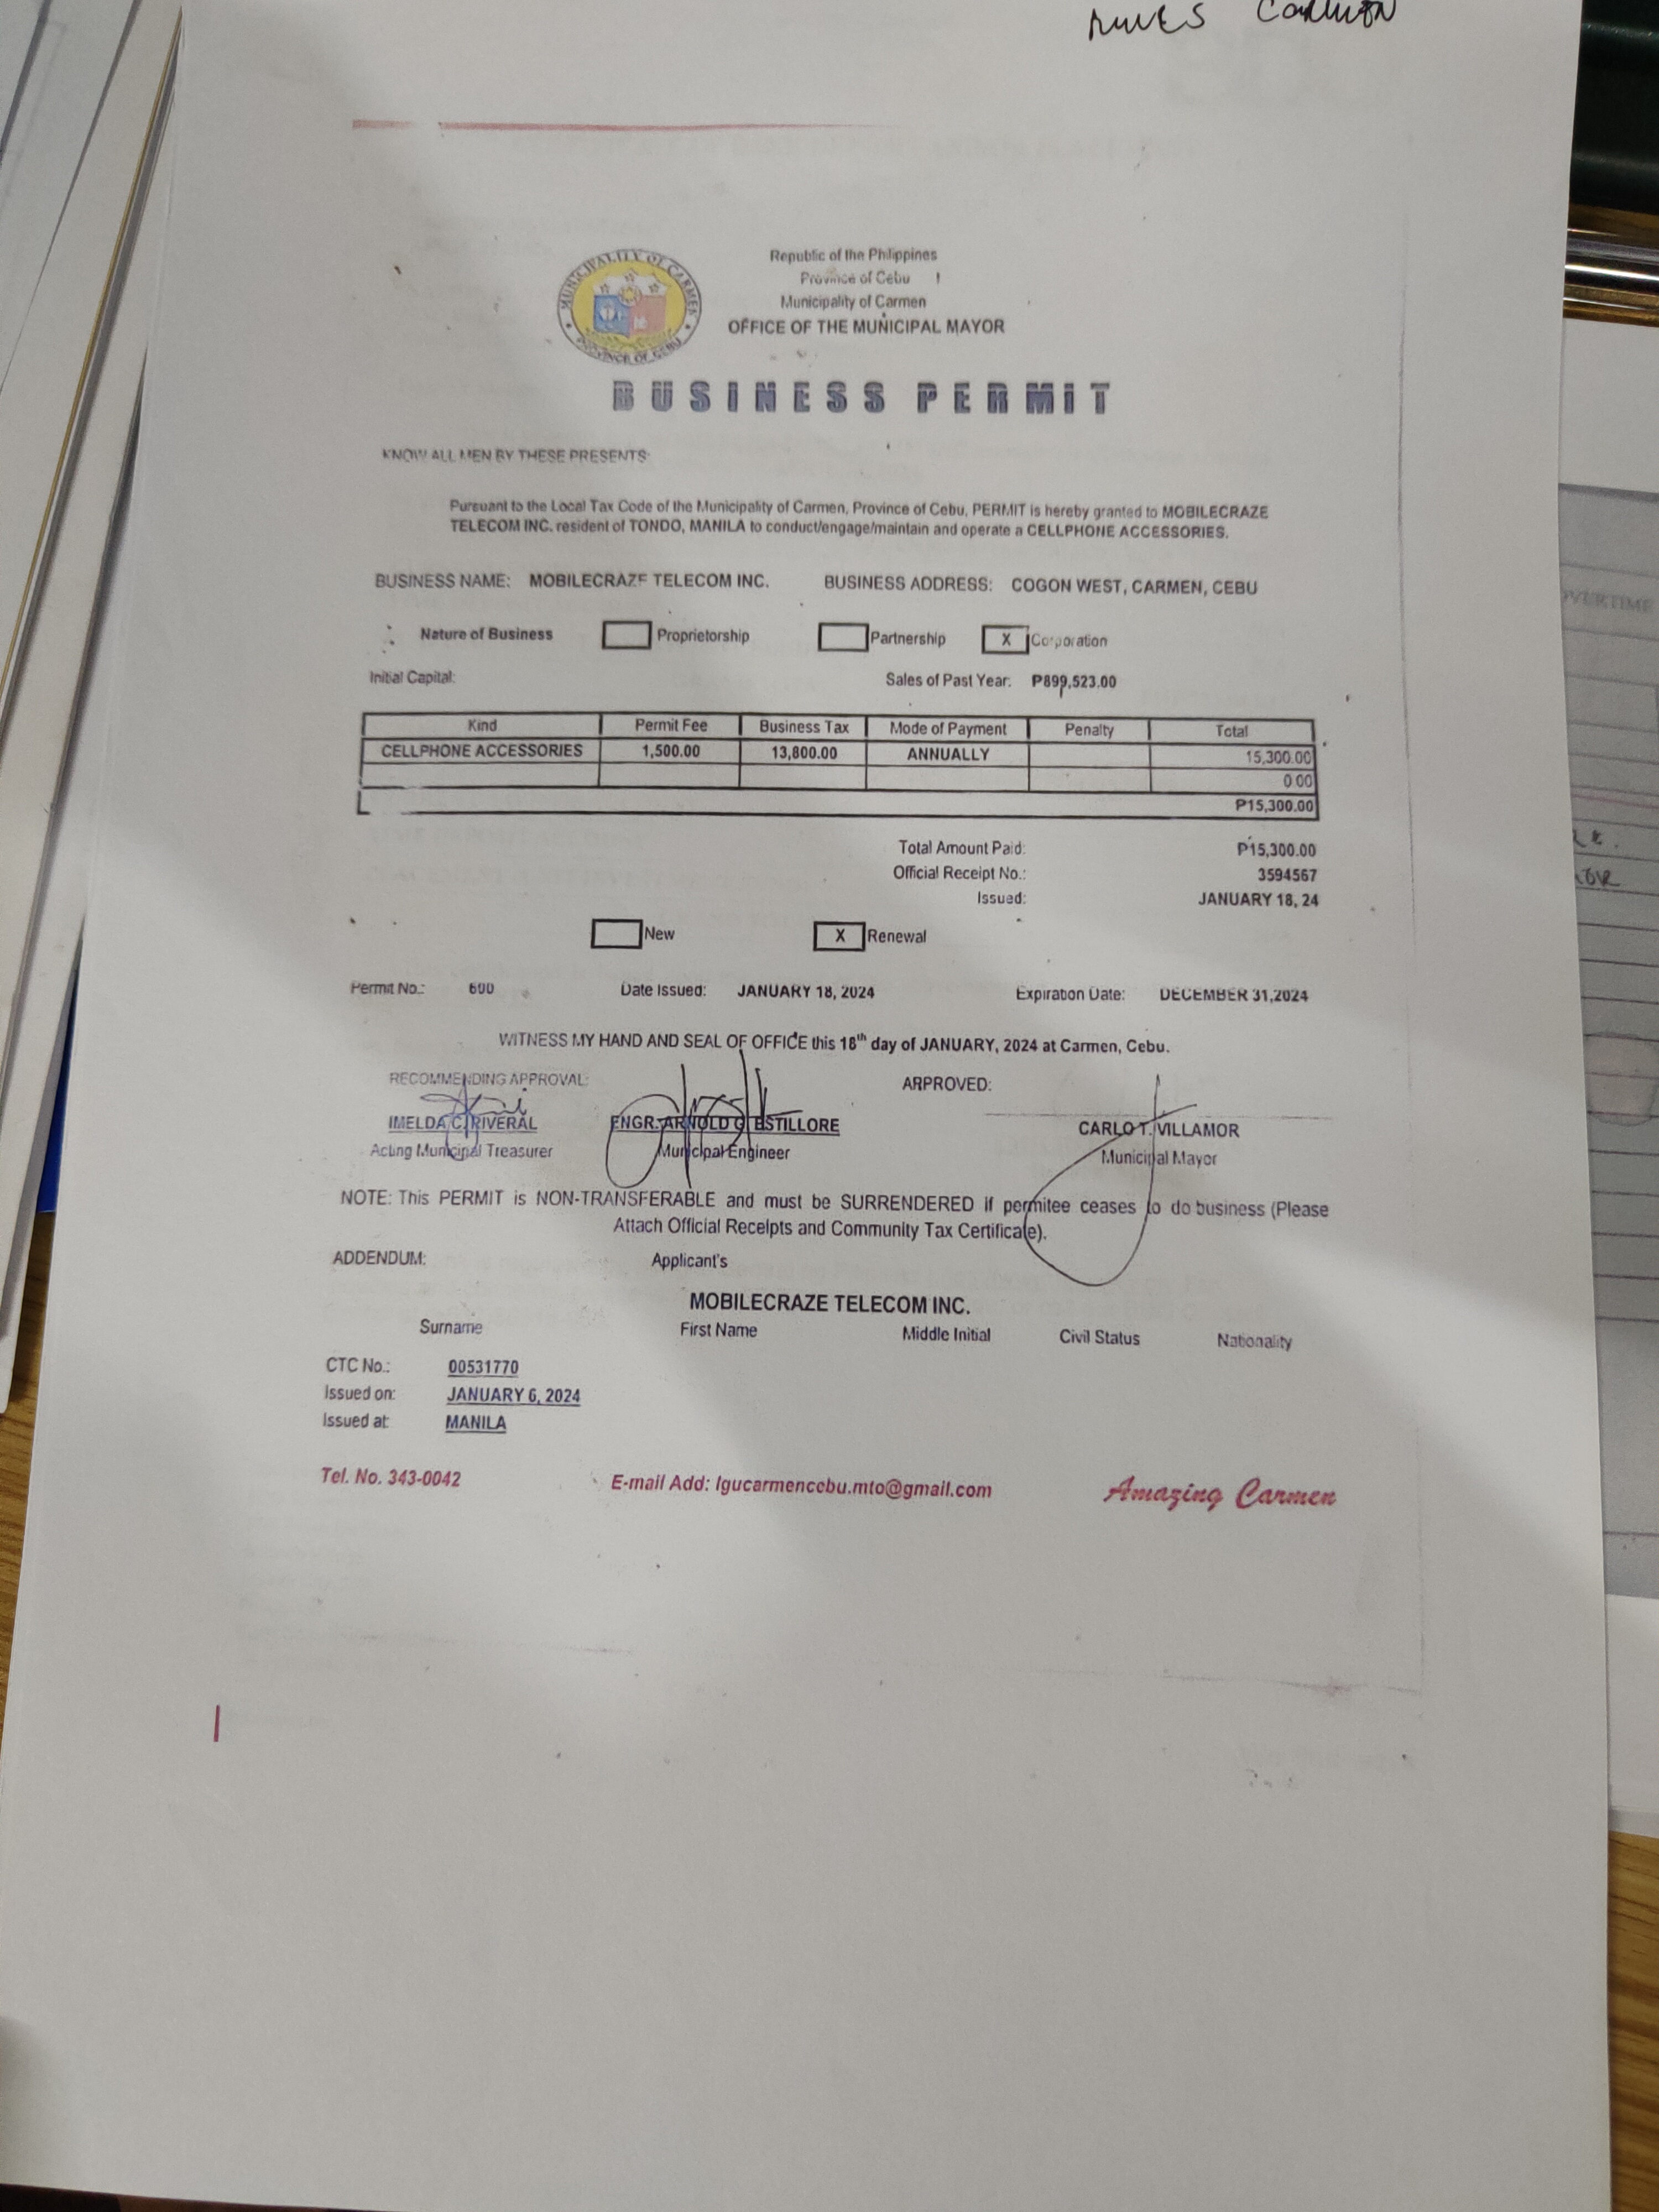 CARMEN
MUNICIPALITY OF CARMEN
PROVINCE OF CEBU
Republic of the Philippines
Province of Cebu
Municipality of Carmen
OFFICE OF THE MUNICIPAL MAYOR
BUSINESS PERMIT
KNOW ALL MEN BY THESE PRESENTS:
Pursuant to the Local Tax Code of the Municipality of Carmen, Province of Cebu, PERMIT is hereby granted to MOBILECRAZE
TELECOM INC. resident of TONDO, MANILA to conduct/engage/maintain and operate a CELLPHONE ACCESSORIES.
BUSINESS NAME: MOBILECRAZE TELECOM INC. BUSINESS ADDRESS: COGON WEST, CARMEN, CEBU
Nature of Business Proprietorship Partnership X Corporation
Initial Capital: Sales of Past Year: ₱899,523.00
Kind Permit Fee Business Tax Mode of Payment Penalty Total
CELLPHONE ACCESSORIES 1,500.00 13,800.00 ANNUALLY 15,300.00
0.00
₱15,300.00
Total Amount Paid: ₱15,300.00
Official Receipt No.: 3594567
Issued: JANUARY 18, 24
New X Renewal
Permit No.: Date Issued: JANUARY 18, 2024 Expiration Date: DECEMBER 31,2024
WITNESS MY HAND AND SEAL OF OFFICE this 18th day of JANUARY, 2024 at Carmen, Cebu.
RECOMMENDING APPROVAL: ARPROVED:
IMELDA C. RIVERAL ENGR. ARNOLD G. ESTILLORE CARLO T. VILLAMOR
Acting Municipal Treasurer Municipal Engineer Municipal Mayor
NOTE: This PERMIT is NON-TRANSFERABLE and must be SURRENDERED if permitee ceases to do business (Please
Attach Official Receipts and Community Tax Certificate).
ADDENDUM: Applicant's
MOBILECRAZE TELECOM INC.
Surname First Name Middle Initial Civil Status Nationality
CTC No.: 00531770
Issued on: JANUARY 6, 2024
Issued at: MANILA
Tel. No. 343-0042 E-mail Add: lgucarmencebu.mto@gmail.com Amazing Carmen
OVERTIME